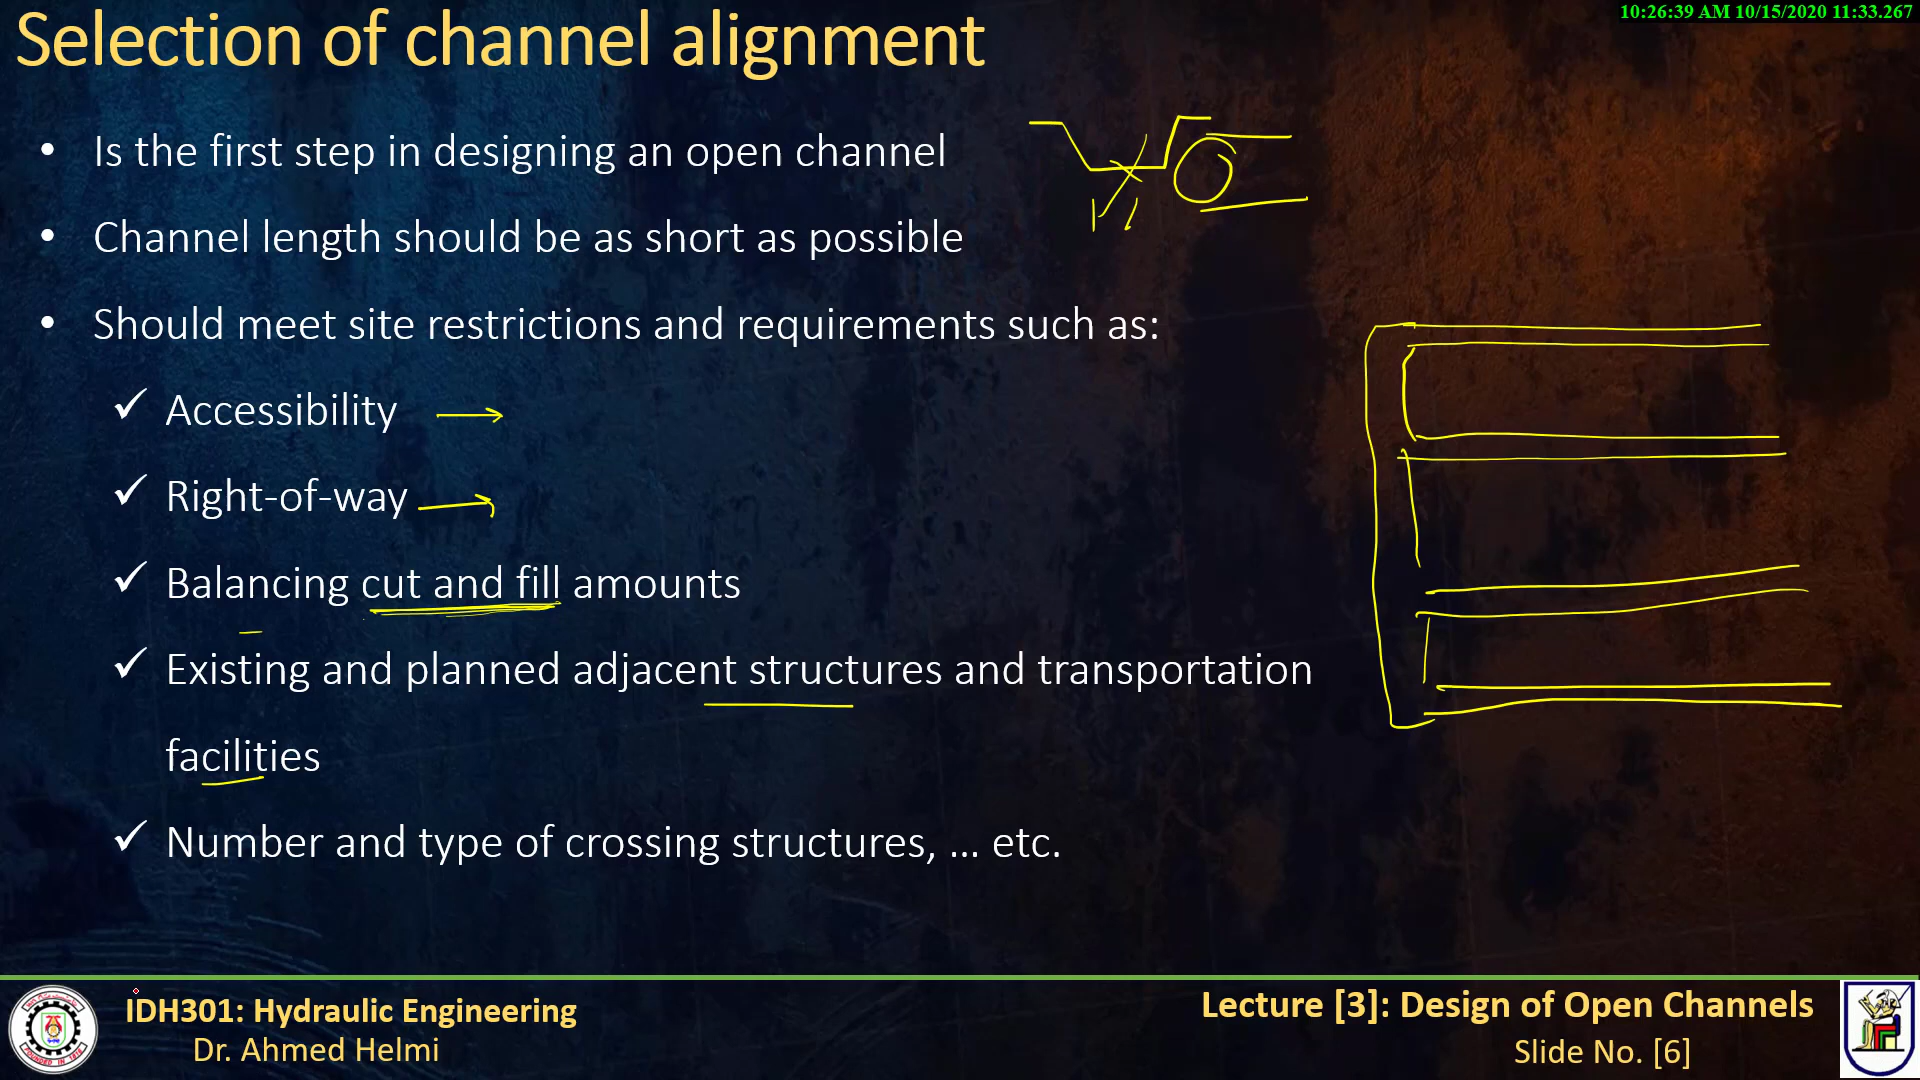 10:26:39 AM 10/15/2020 11:33.267
Selection of channel alignment
• Is the first step in designing an open channel
• Channel length should be as short as possible
• Should meet site restrictions and requirements such as:
✓ Accessibility
✓ Right-of-way
✓ Balancing cut and fill amounts
✓ Existing and planned adjacent structures and transportation
facilities
✓ Number and type of crossing structures, … etc.
IDH301: Hydraulic Engineering
Dr. Ahmed Helmi
Lecture [3]: Design of Open Channels
Slide No. [6]